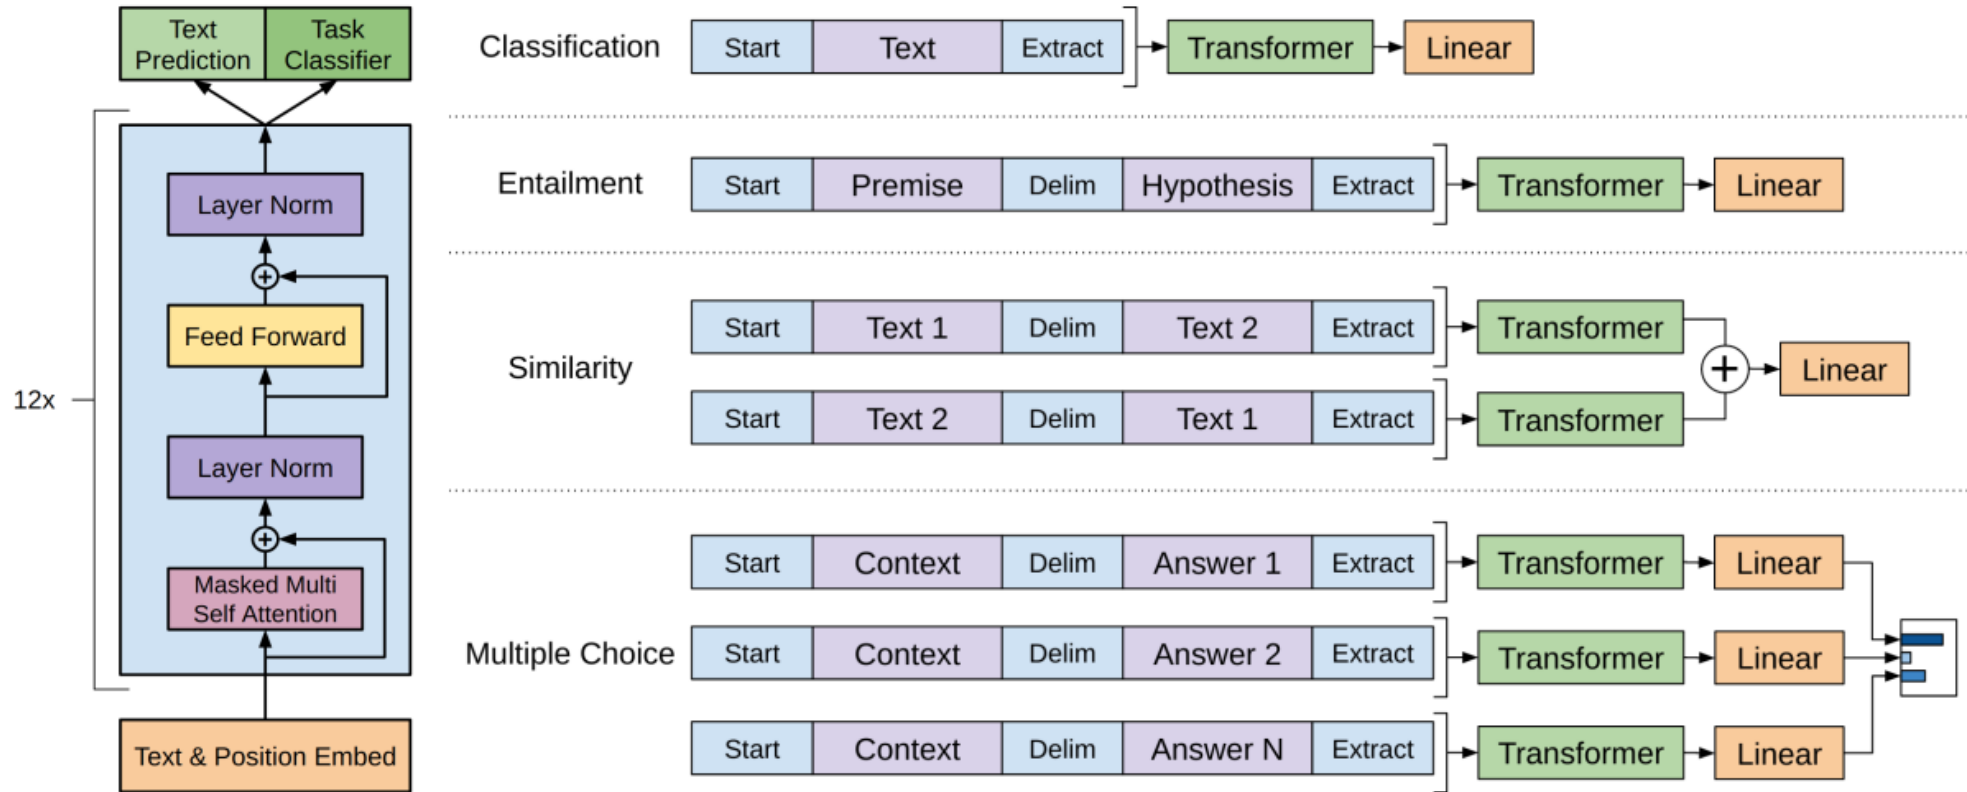 Text
Prediction
Task
Classifier
12x
Layer Norm
+
Feed Forward
Layer Norm
+
Masked Multi
Self Attention
Text & Position Embed
Classification
Start Text Extract Transformer Linear
Entailment
Start Premise Delim Hypothesis Extract Transformer Linear
Similarity
Start Text 1 Delim Text 2 Extract Transformer
+ Linear
Start Text 2 Delim Text 1 Extract Transformer
Multiple Choice
Start Context Delim Answer 1 Extract Transformer Linear
Start Context Delim Answer 2 Extract Transformer Linear
Start Context Delim Answer N Extract Transformer Linear